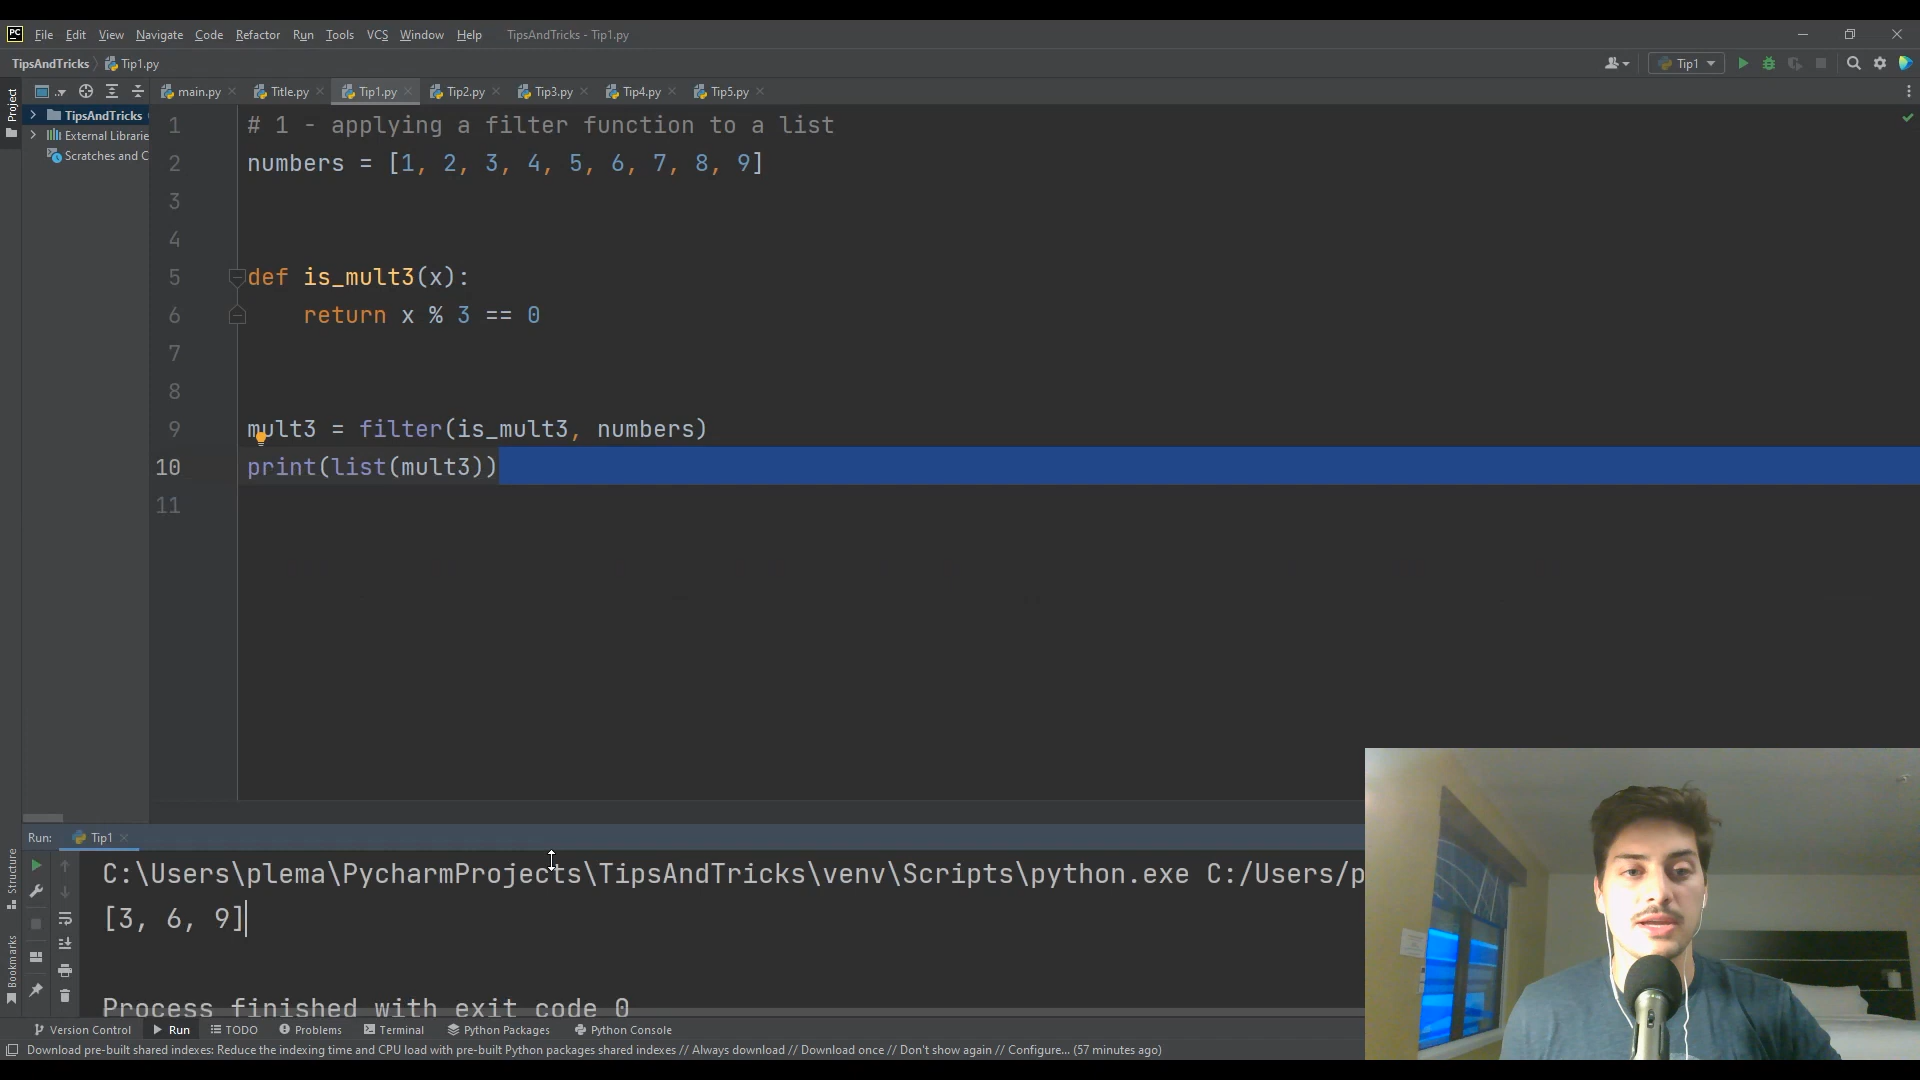 PC File Edit View Navigate Code Refactor Run Tools VCS Window Help TipsAndTricks - Tip1.py
TipsAndTricks Tip1.py Tip1
main.py Title.py Tip1.py Tip2.py Tip3.py Tip4.py Tip5.py
Project
TipsAndTricks
External Librarie
Scratches and C
1 # 1 - applying a filter function to a list
2 numbers = [1, 2, 3, 4, 5, 6, 7, 8, 9]
3
4
5 def is_mult3(x):
6 return x % 3 == 0
7
8
9 mult3 = filter(is_mult3, numbers)
10 print(list(mult3))
11
Run: Tip1
Structure
Bookmarks
C:\Users\plema\PycharmProjects\TipsAndTricks\venv\Scripts\python.exe C:/Users/p
[3, 6, 9]
Process finished with exit code 0
Version Control Run TODO Problems Terminal Python Packages Python Console
Download pre-built shared indexes: Reduce the indexing time and CPU load with pre-built Python packages shared indexes // Always download // Download once // Don't show again // Configure... (57 minutes ago)